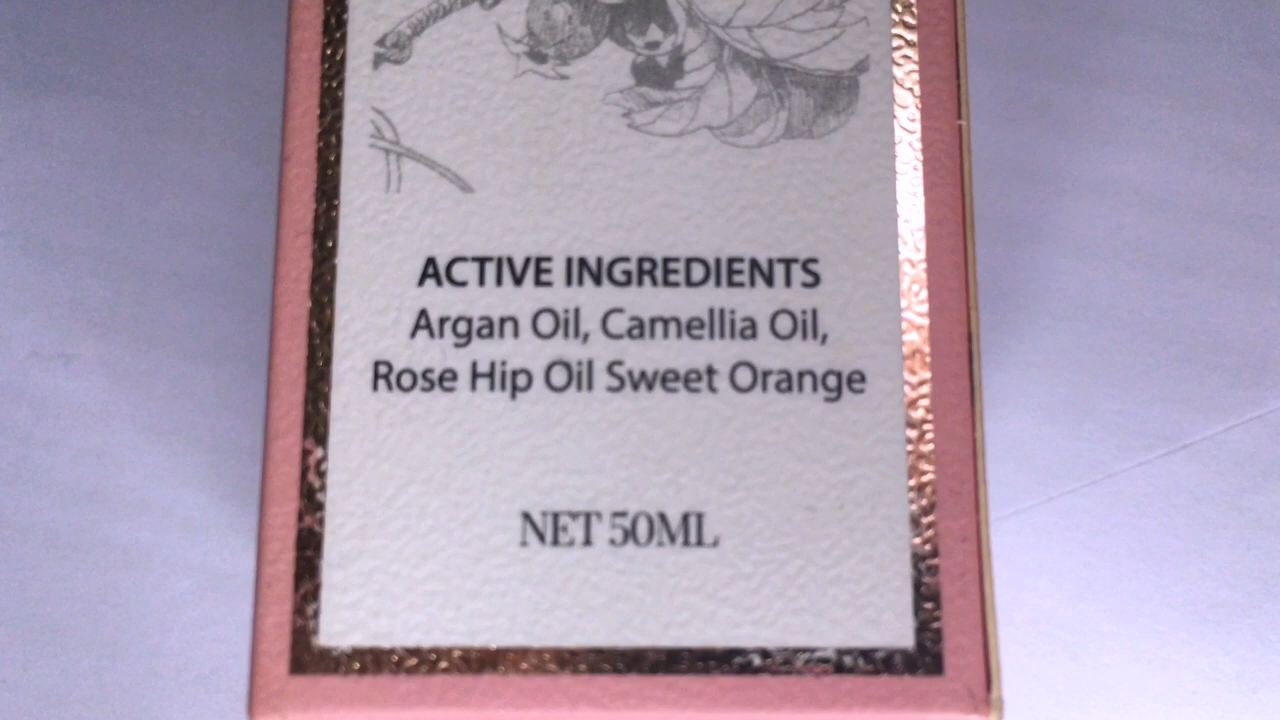 ACTIVE INGREDIENTS
Argan Oil, Camellia Oil,
Rose Hip Oil Sweet Orange
NET 50ML